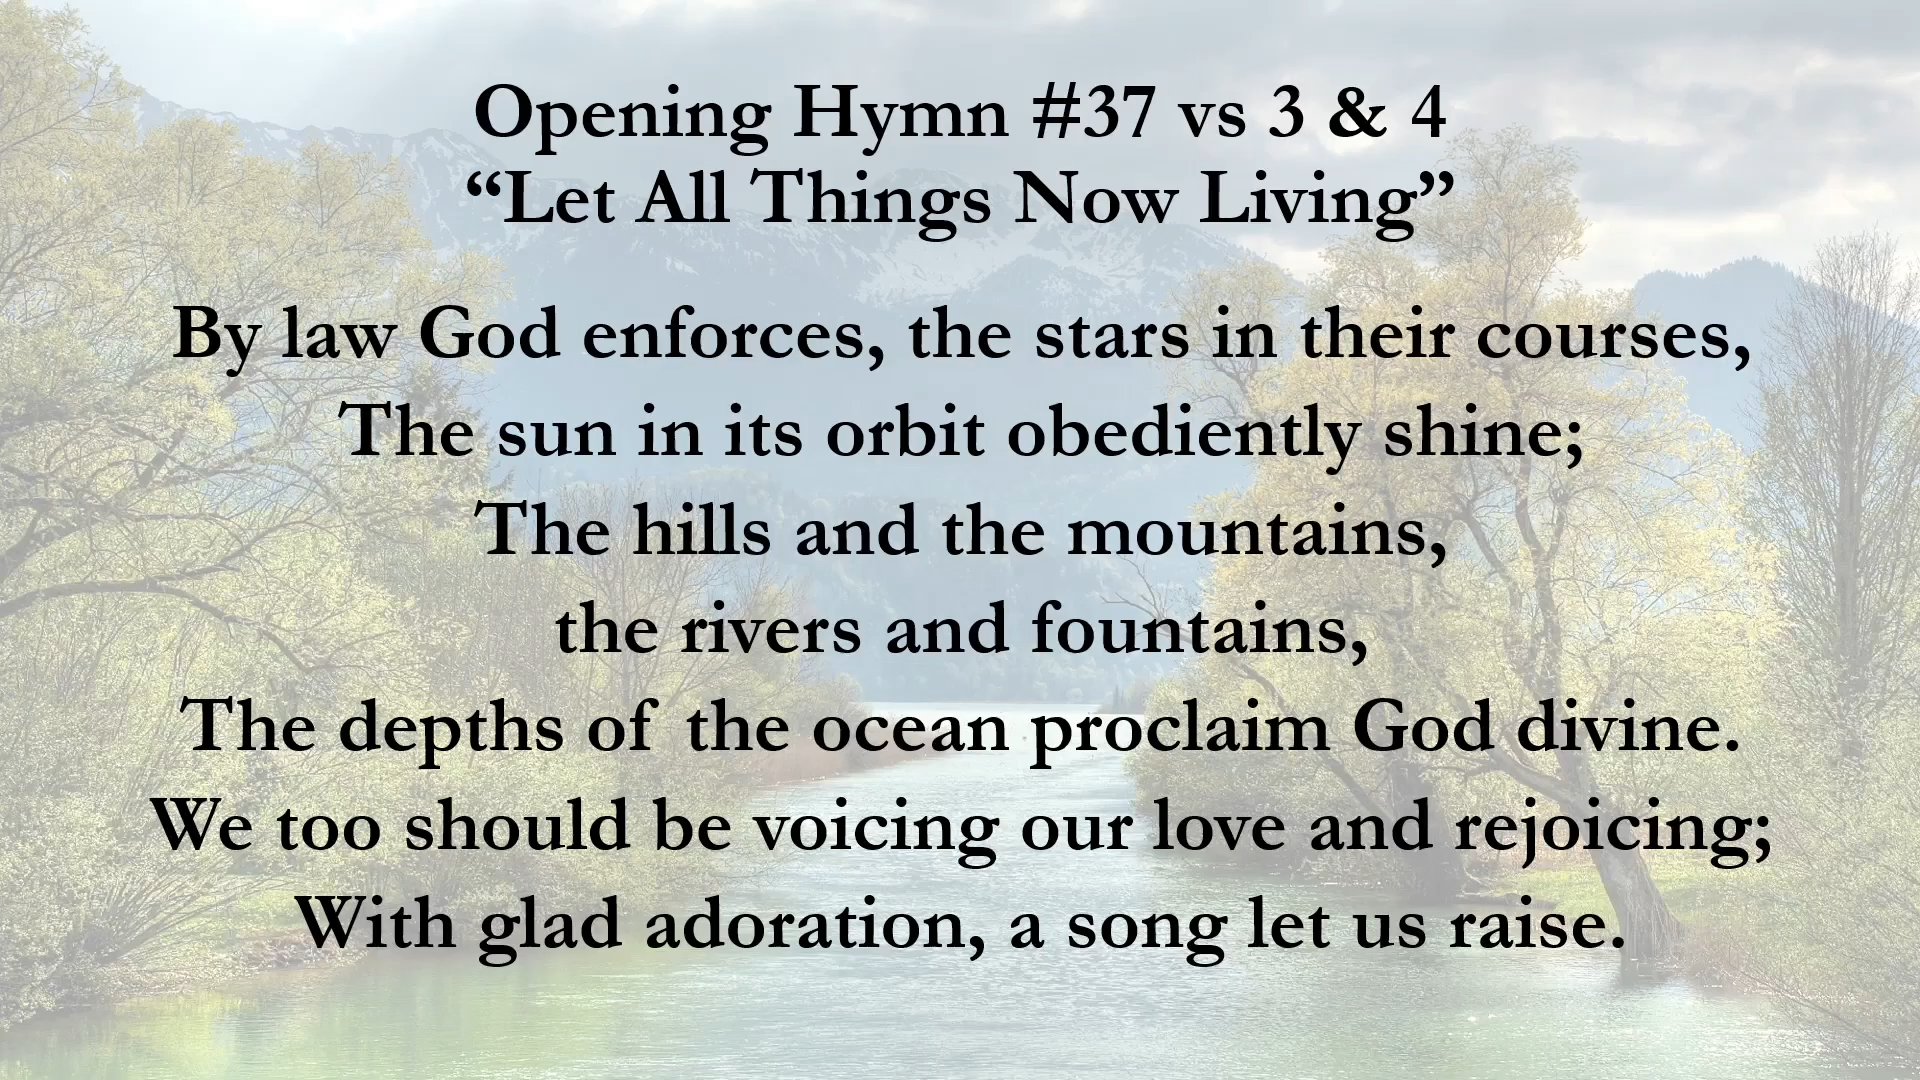 Opening Hymn #37 vs 3 & 4
“Let All Things Now Living”
By law God enforces, the stars in their courses,
The sun in its orbit obediently shine;
The hills and the mountains,
the rivers and fountains,
The depths of the ocean proclaim God divine.
We too should be voicing our love and rejoicing;
With glad adoration, a song let us raise.